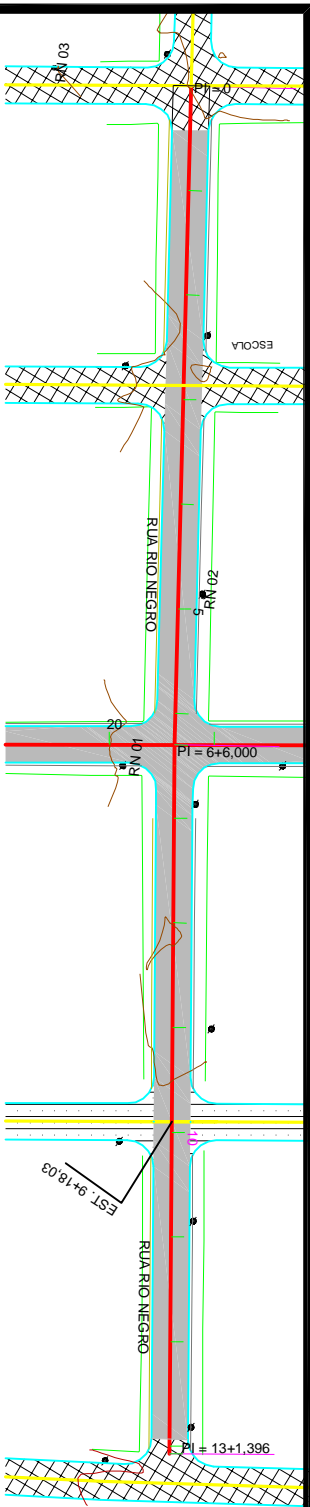 RN 03
PI = 0
ESCOLA
RUA RIO NEGRO
RN 02
5
20
RN 01
PI = 6+6,000
10
EST. 9+18,03
RUA RIO NEGRO
PI = 13+1,396